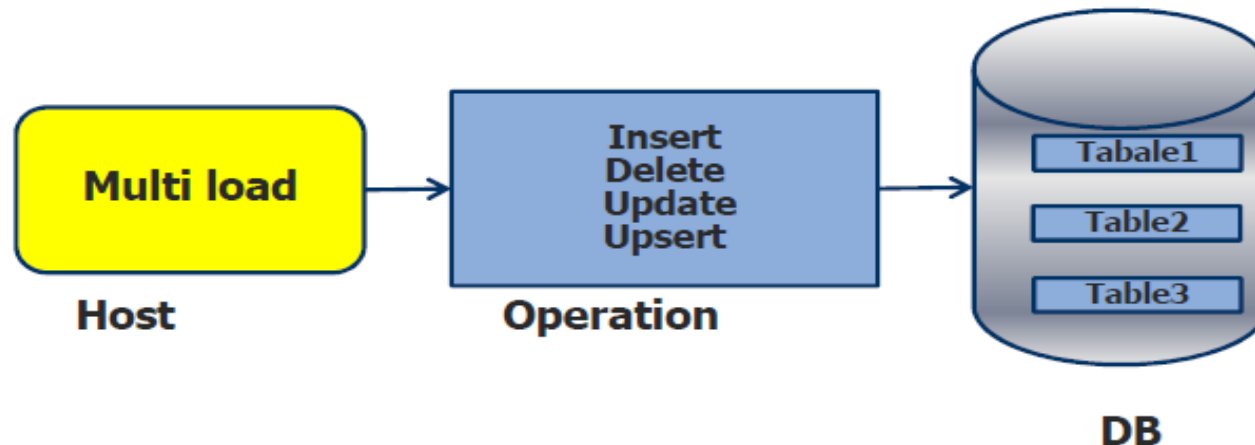 Multi load
Host
Insert
Delete
Update
Upsert
Operation
Tabale1
Table2
Table3
DB